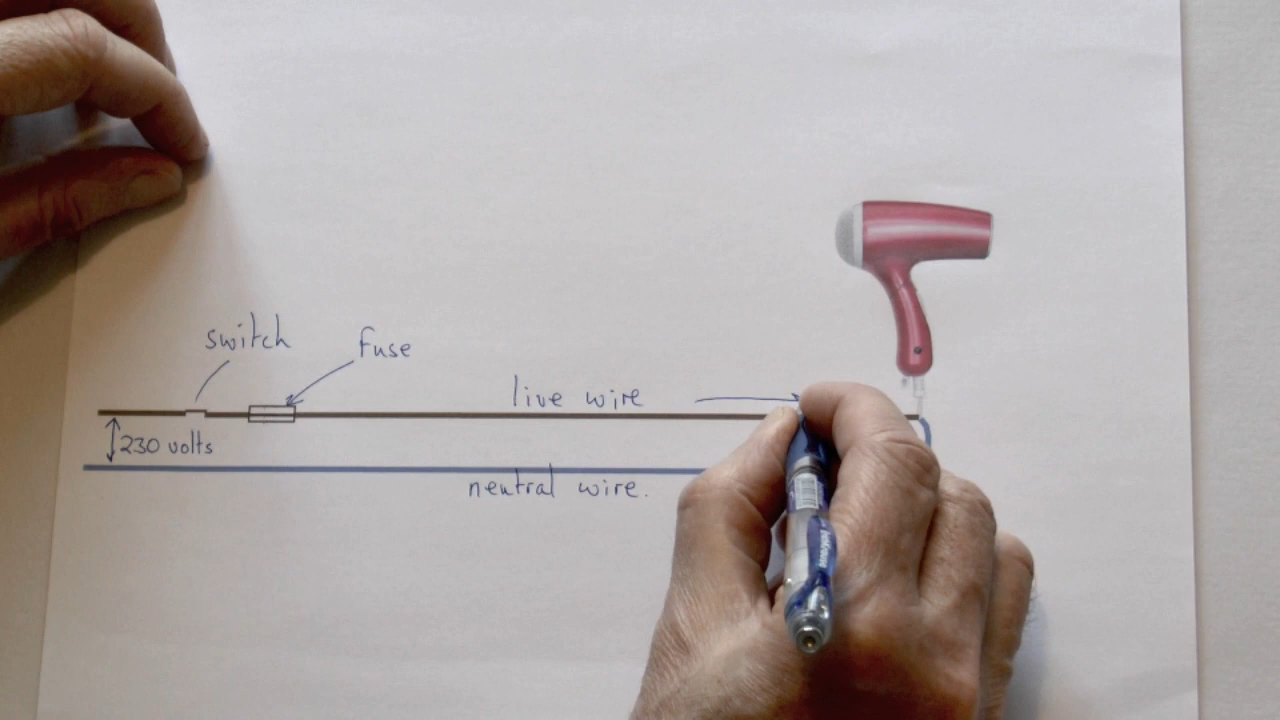 switch
fuse
live wire
230 volts
neutral wire.